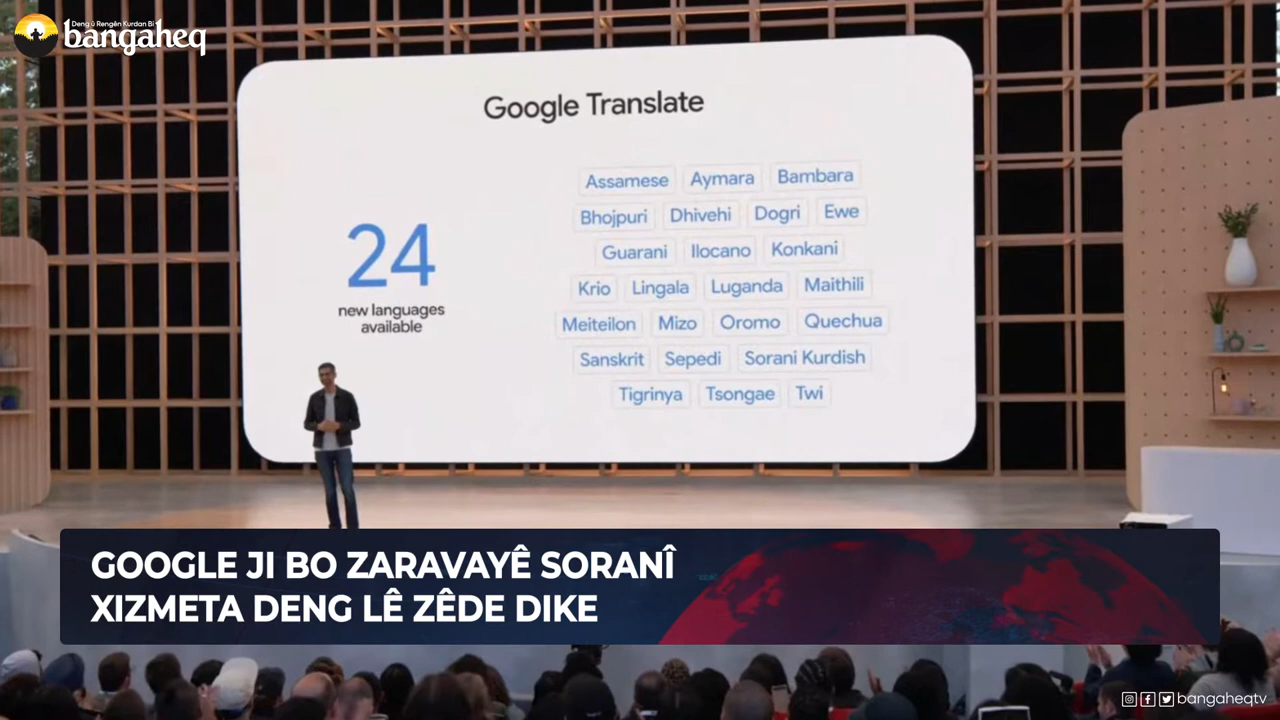 Deng û Rengên Kurdan Bi
bangaheq
Google Translate
24
new languages
available
Assamese Aymara Bambara
Bhojpuri Dhivehi Dogri Ewe
Guarani Ilocano Konkani
Krio Lingala Luganda Maithili
Meiteilon Mizo Oromo Quechua
Sanskrit Sepedi Sorani Kurdish
Tigrinya Tsongae Twi
GOOGLE JI BO ZARAVAYÊ SORANÎ
XIZMETA DENG LÊ ZÊDE DIKE
bangaheqtv